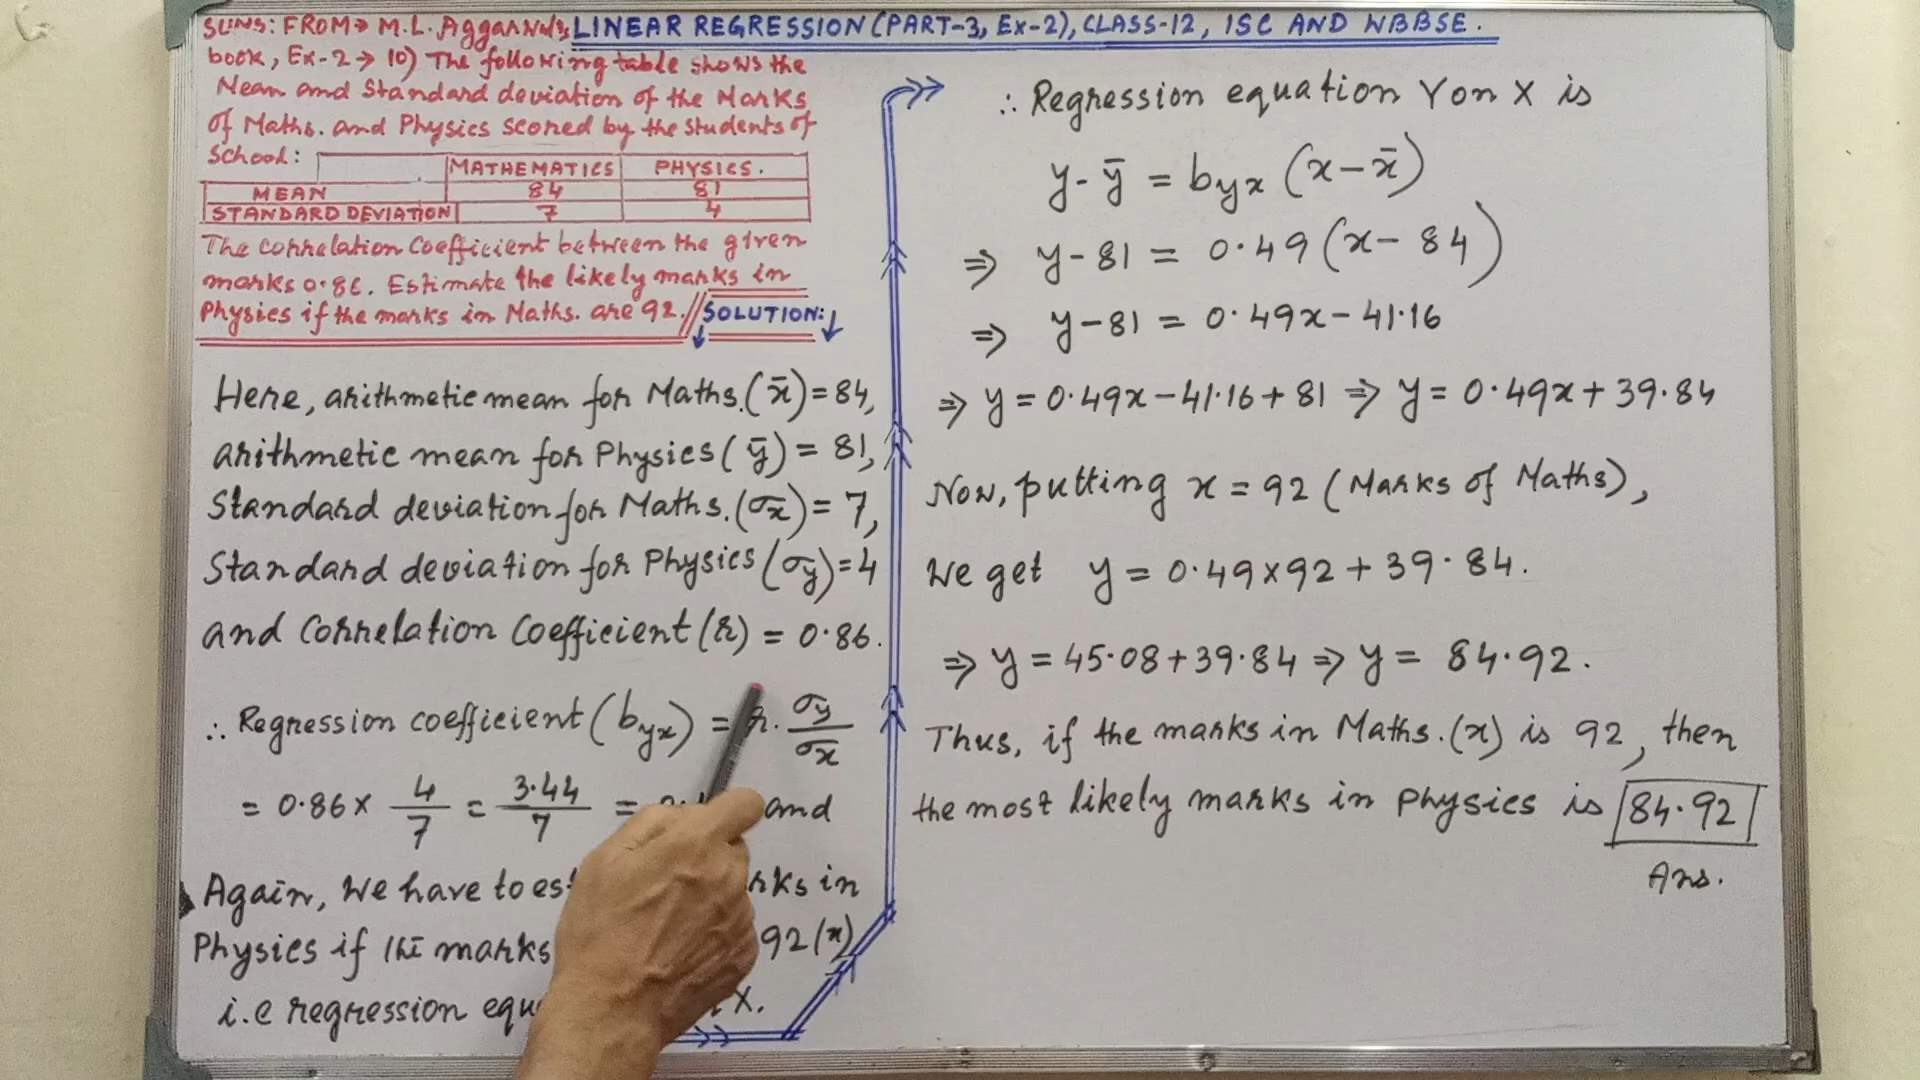 SUMS: FROM→ M.L. Aggarwal's LINEAR REGRESSION (PART-3, EX-2), CLASS-12, ISC AND WBBSE.
book, Ex-2→ 10) The following table shows the
Mean and Standard deviation of the Marks
of Maths. and Physics scored by the students of
School:
MATHEMATICS PHYSICS.
MEAN 84 81
STANDARD DEVIATION 7 4
The correlation coefficient between the given
marks 0.86. Estimate the likely marks in
Physics if the marks in Maths. are 92. // SOLUTION:
Here, arithmetic mean for Maths. (x̄) = 84,
arithmetic mean for Physics (ȳ) = 81,
Standard deviation for Maths. (σx) = 7,
Standard deviation for Physics (σy) = 4
and Correlation Coefficient (r) = 0.86.
∴ Regression coefficient (byx) = r. σy/σx
= 0.86 × 4/7 = 3.44/7 = and
Again, We have to in
Physics if the marks 92 (x)
i.e regression X.
∴ Regression equation Y on X is
y - ȳ = byx (x - x̄)
⇒ y - 81 = 0.49 (x - 84)
⇒ y - 81 = 0.49x - 41.16
⇒ y = 0.49x - 41.16 + 81 ⇒ y = 0.49x + 39.84
Now, putting x = 92 (Marks of Maths),
We get y = 0.49 × 92 + 39.84.
⇒ y = 45.08 + 39.84 ⇒ y = 84.92.
Thus, if the marks in Maths. (x) is 92, then
the most likely marks in Physics is 84.92
Ans.